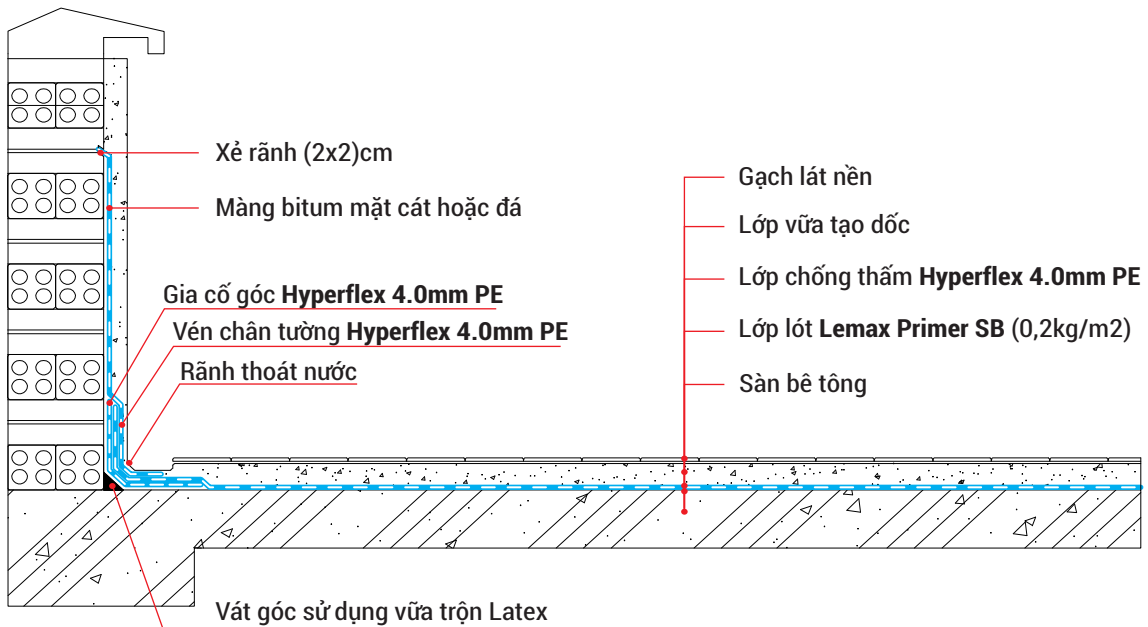 Xẻ rãnh (2x2)cm
Màng bitum mặt cát hoặc đá
Gia cố góc Hyperflex 4.0mm PE
Vén chân tường Hyperflex 4.0mm PE
Rãnh thoát nước
Gạch lát nền
Lớp vữa tạo dốc
Lớp chống thấm Hyperflex 4.0mm PE
Lớp lót Lemax Primer SB (0,2kg/m2)
Sàn bê tông
Vát góc sử dụng vữa trộn Latex